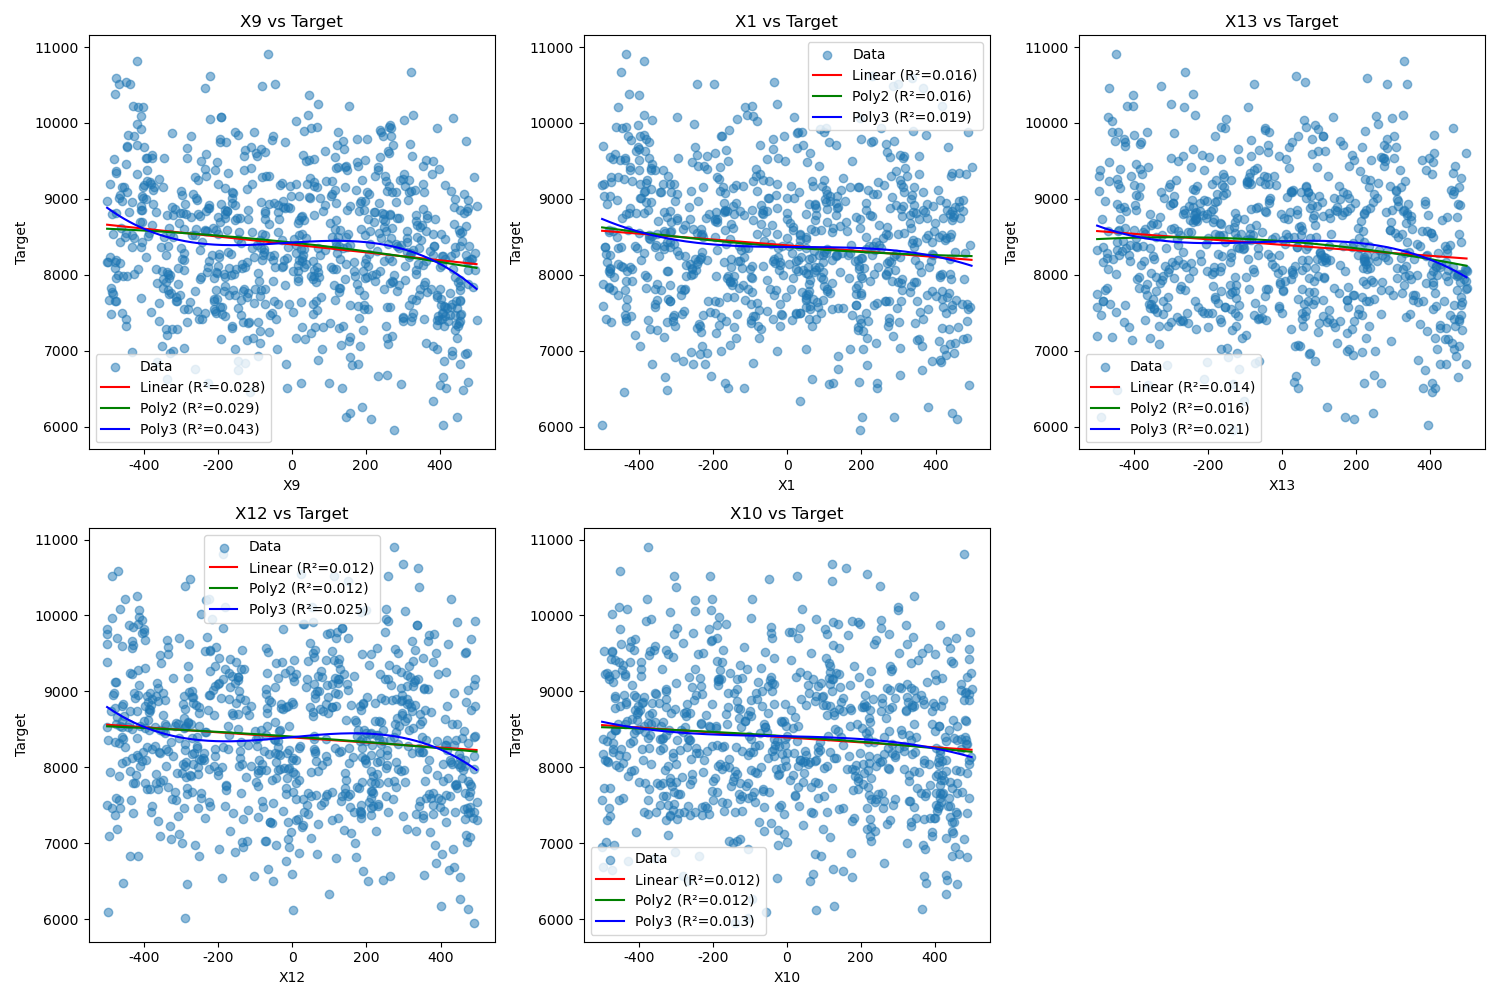 X9 vs Target
11000
10000
9000
8000
7000
6000
Target
Data
Linear (R²=0.028)
Poly2 (R²=0.029)
Poly3 (R²=0.043)
-400 -200 0 200 400
X9
X1 vs Target
11000
10000
9000
8000
7000
6000
Target
Data
Linear (R²=0.016)
Poly2 (R²=0.016)
Poly3 (R²=0.019)
-400 -200 0 200 400
X1
X13 vs Target
11000
10000
9000
8000
7000
6000
Target
Data
Linear (R²=0.014)
Poly2 (R²=0.016)
Poly3 (R²=0.021)
-400 -200 0 200 400
X13
X12 vs Target
11000
10000
9000
8000
7000
6000
Target
Data
Linear (R²=0.012)
Poly2 (R²=0.012)
Poly3 (R²=0.025)
-400 -200 0 200 400
X12
X10 vs Target
11000
10000
9000
8000
7000
6000
Target
Data
Linear (R²=0.012)
Poly2 (R²=0.012)
Poly3 (R²=0.013)
-400 -200 0 200 400
X10